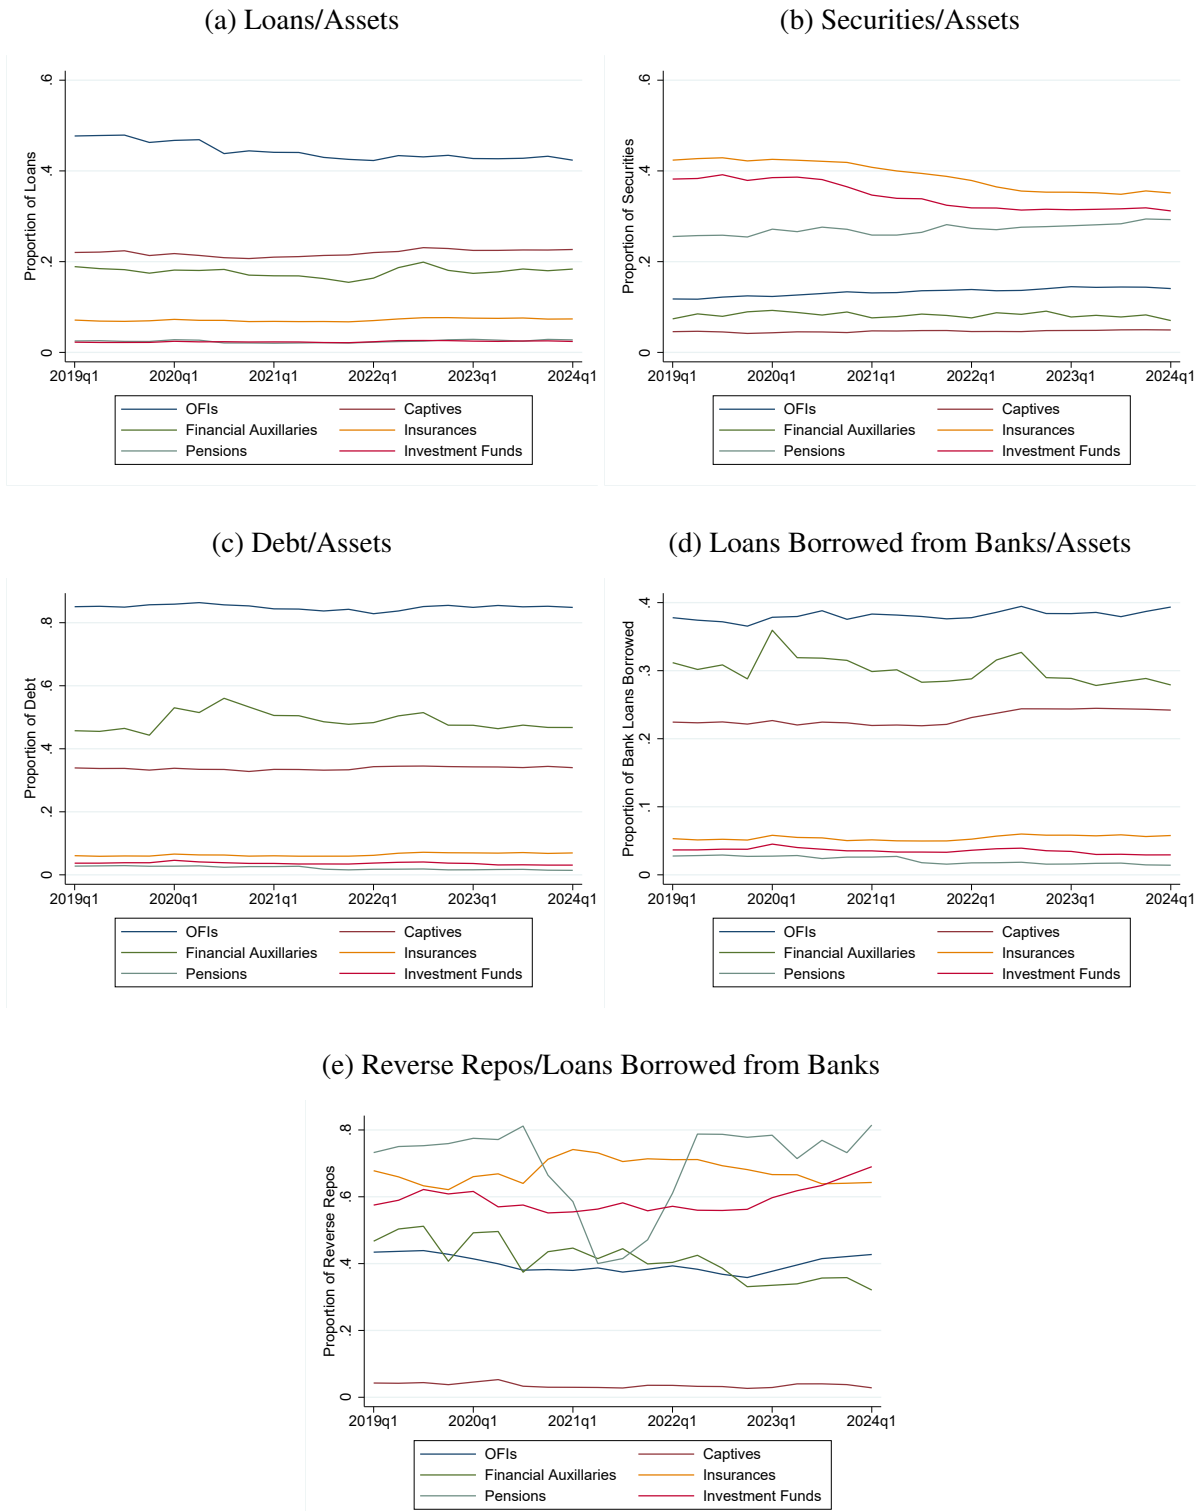 (a) Loans/Assets
Proportion of Loans
.6
.4
.2
0
2019q1 2020q1 2021q1 2022q1 2023q1 2024q1
OFIs Captives
Financial Auxillaries Insurances
Pensions Investment Funds
(b) Securities/Assets
Proportion of Securities
.6
.4
.2
0
2019q1 2020q1 2021q1 2022q1 2023q1 2024q1
OFIs Captives
Financial Auxillaries Insurances
Pensions Investment Funds
(c) Debt/Assets
Proportion of Debt
.8
.6
.4
.2
0
2019q1 2020q1 2021q1 2022q1 2023q1 2024q1
OFIs Captives
Financial Auxillaries Insurances
Pensions Investment Funds
(d) Loans Borrowed from Banks/Assets
Proportion of Bank Loans Borrowed
.4
.3
.2
.1
0
2019q1 2020q1 2021q1 2022q1 2023q1 2024q1
OFIs Captives
Financial Auxillaries Insurances
Pensions Investment Funds
(e) Reverse Repos/Loans Borrowed from Banks
Proportion of Reverse Repos
.8
.6
.4
.2
0
2019q1 2020q1 2021q1 2022q1 2023q1 2024q1
OFIs Captives
Financial Auxillaries Insurances
Pensions Investment Funds